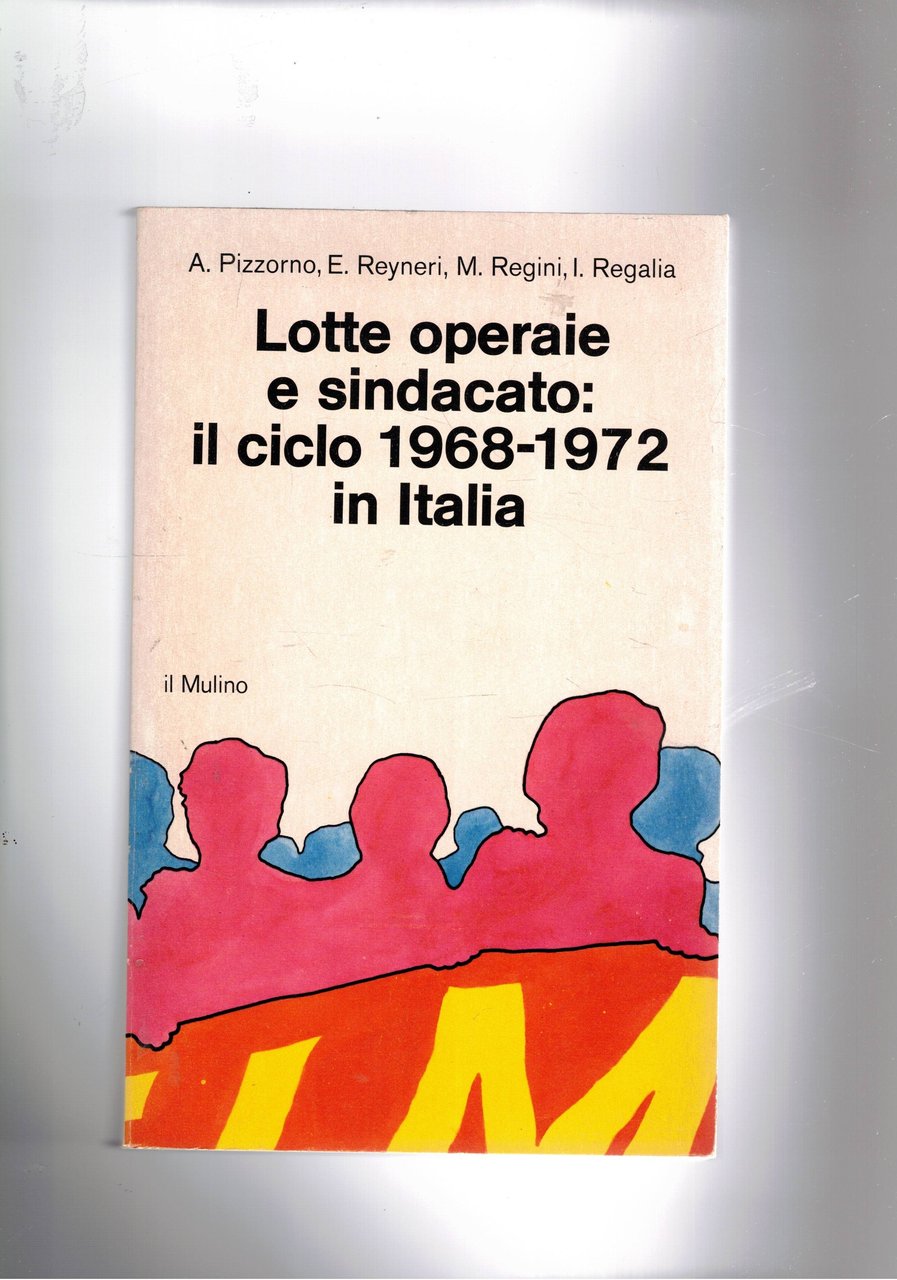 A. Pizzorno, E. Reyneri, M. Regini, I. Regalia
Lotte operaie
e sindacato:
il ciclo 1968-1972
in Italia
il Mulino